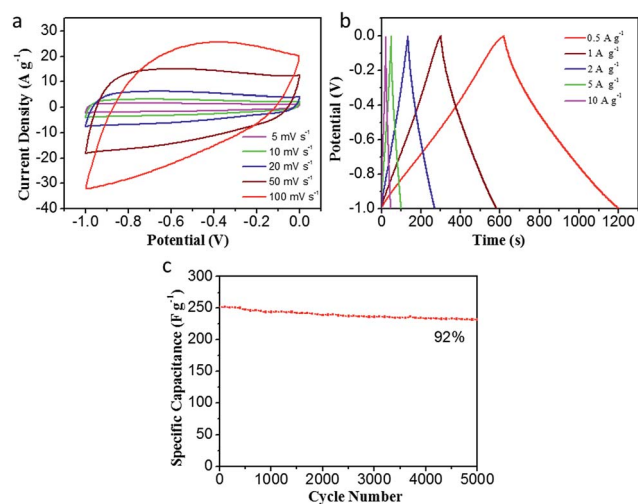 a
Current Density (A g⁻¹)
30
20
10
0
-10
-20
-30
-40
5 mV s⁻¹
10 mV s⁻¹
20 mV s⁻¹
50 mV s⁻¹
100 mV s⁻¹
-1.0 -0.8 -0.6 -0.4 -0.2 0.0
Potential (V)
b
Potential (V)
0.0
-0.2
-0.4
-0.6
-0.8
-1.0
0.5 A g⁻¹
1 A g⁻¹
2 A g⁻¹
5 A g⁻¹
10 A g⁻¹
0 200 400 600 800 1000 1200
Time (s)
c
Specific Capacitance (F g⁻¹)
300
250
200
150
100
50
0
92%
0 1000 2000 3000 4000 5000
Cycle Number